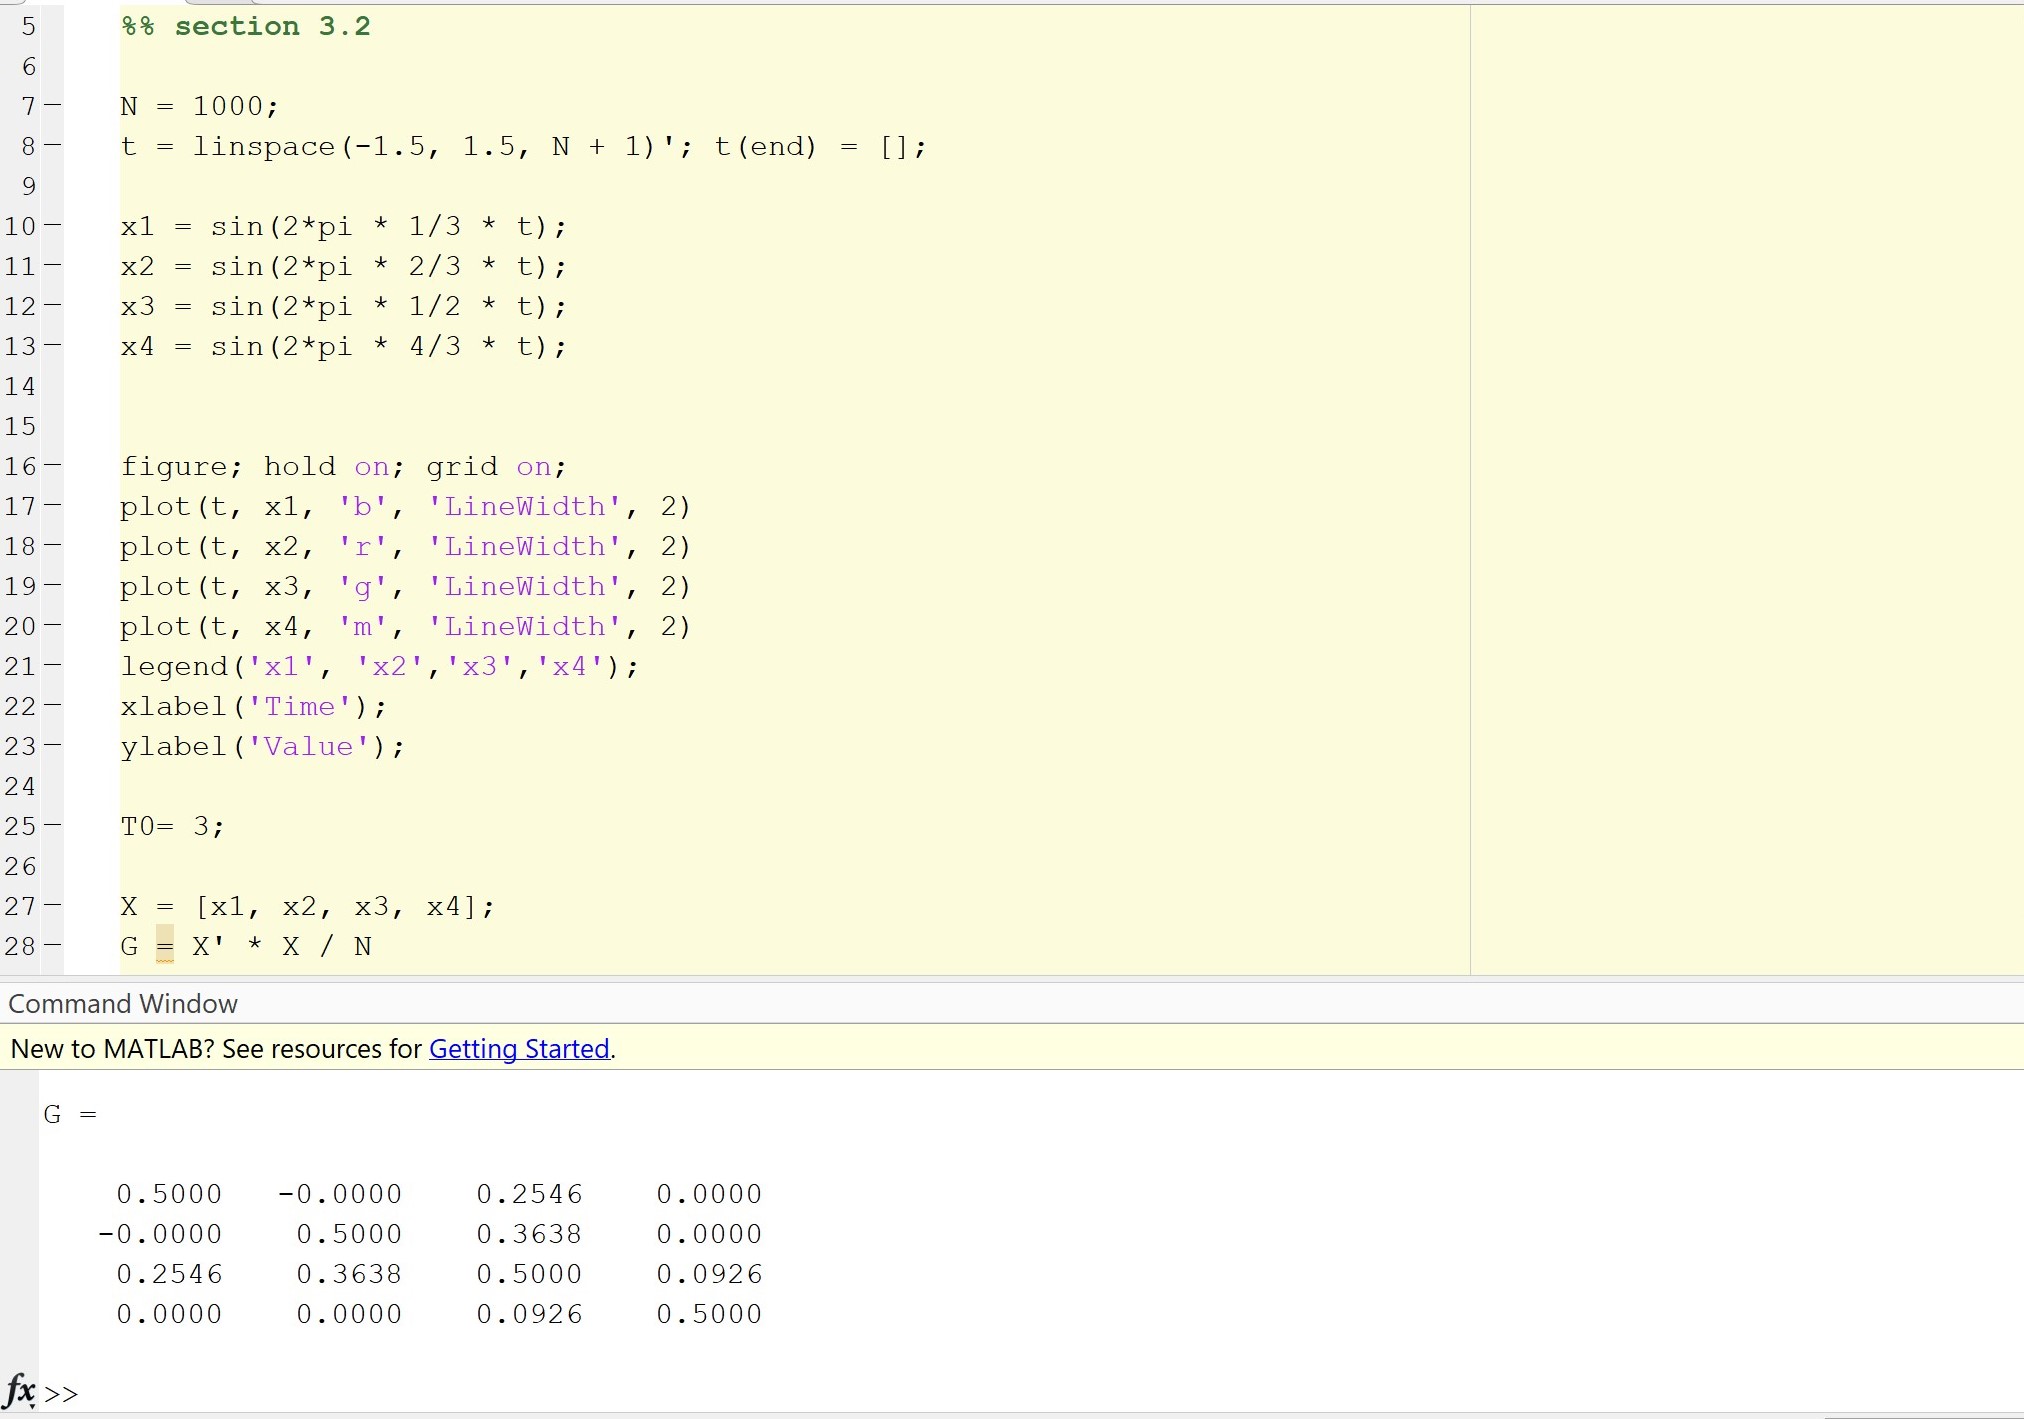 5 %% section 3.2
6
7 - N = 1000;
8 - t = linspace(-1.5, 1.5, N + 1)'; t(end) = [];
9
10 - x1 = sin(2*pi * 1/3 * t);
11 - x2 = sin(2*pi * 2/3 * t);
12 - x3 = sin(2*pi * 1/2 * t);
13 - x4 = sin(2*pi * 4/3 * t);
14
15
16 - figure; hold on; grid on;
17 - plot(t, x1, 'b', 'LineWidth', 2)
18 - plot(t, x2, 'r', 'LineWidth', 2)
19 - plot(t, x3, 'g', 'LineWidth', 2)
20 - plot(t, x4, 'm', 'LineWidth', 2)
21 - legend('x1', 'x2','x3','x4');
22 - xlabel('Time');
23 - ylabel('Value');
24
25 - T0= 3;
26
27 - X = [x1, x2, x3, x4];
28 - G = X' * X / N
Command Window
New to MATLAB? See resources for Getting Started.
G =
0.5000 -0.0000 0.2546 0.0000
-0.0000 0.5000 0.3638 0.0000
0.2546 0.3638 0.5000 0.0926
0.0000 0.0000 0.0926 0.5000
fx >>